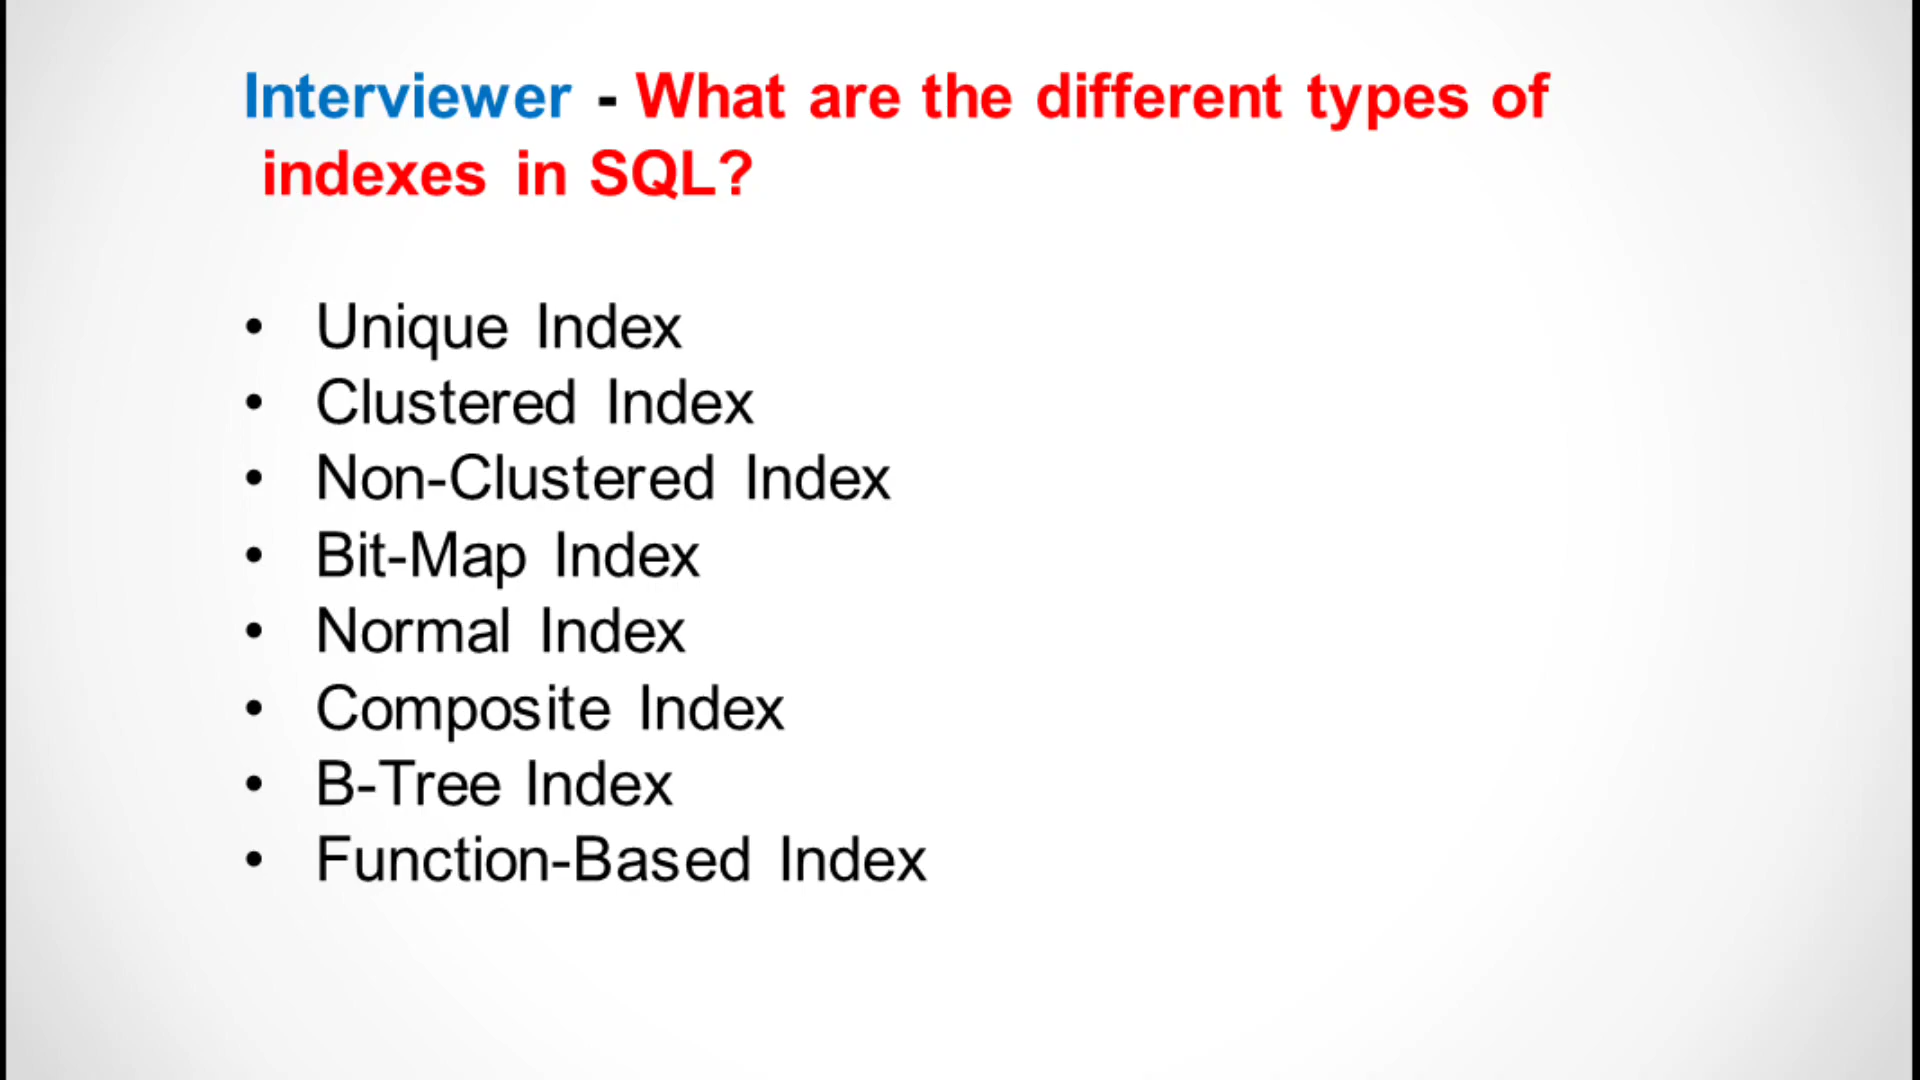 Interviewer - What are the different types of
indexes in SQL?
• Unique Index
• Clustered Index
• Non-Clustered Index
• Bit-Map Index
• Normal Index
• Composite Index
• B-Tree Index
• Function-Based Index